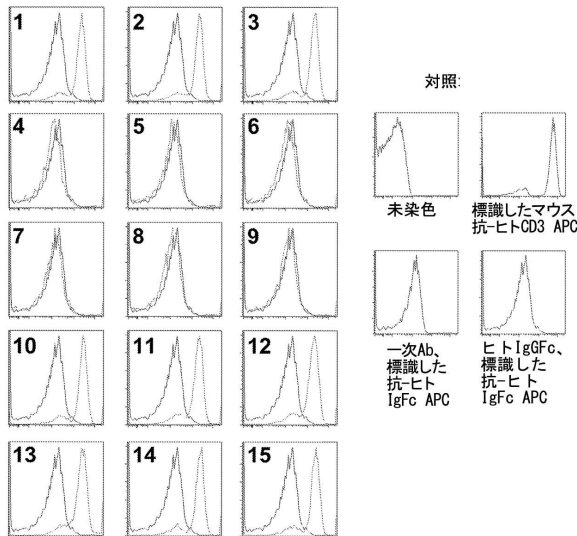 1
2
3
4
5
6
7
8
9
10
11
12
13
14
15
対照:
未染色
標識したマウス
抗-ヒトCD3 APC
一次Ab、
標識した
抗-ヒト
IgFc APC
ヒトIgGFc、
標識した
抗-ヒト
IgFc APC